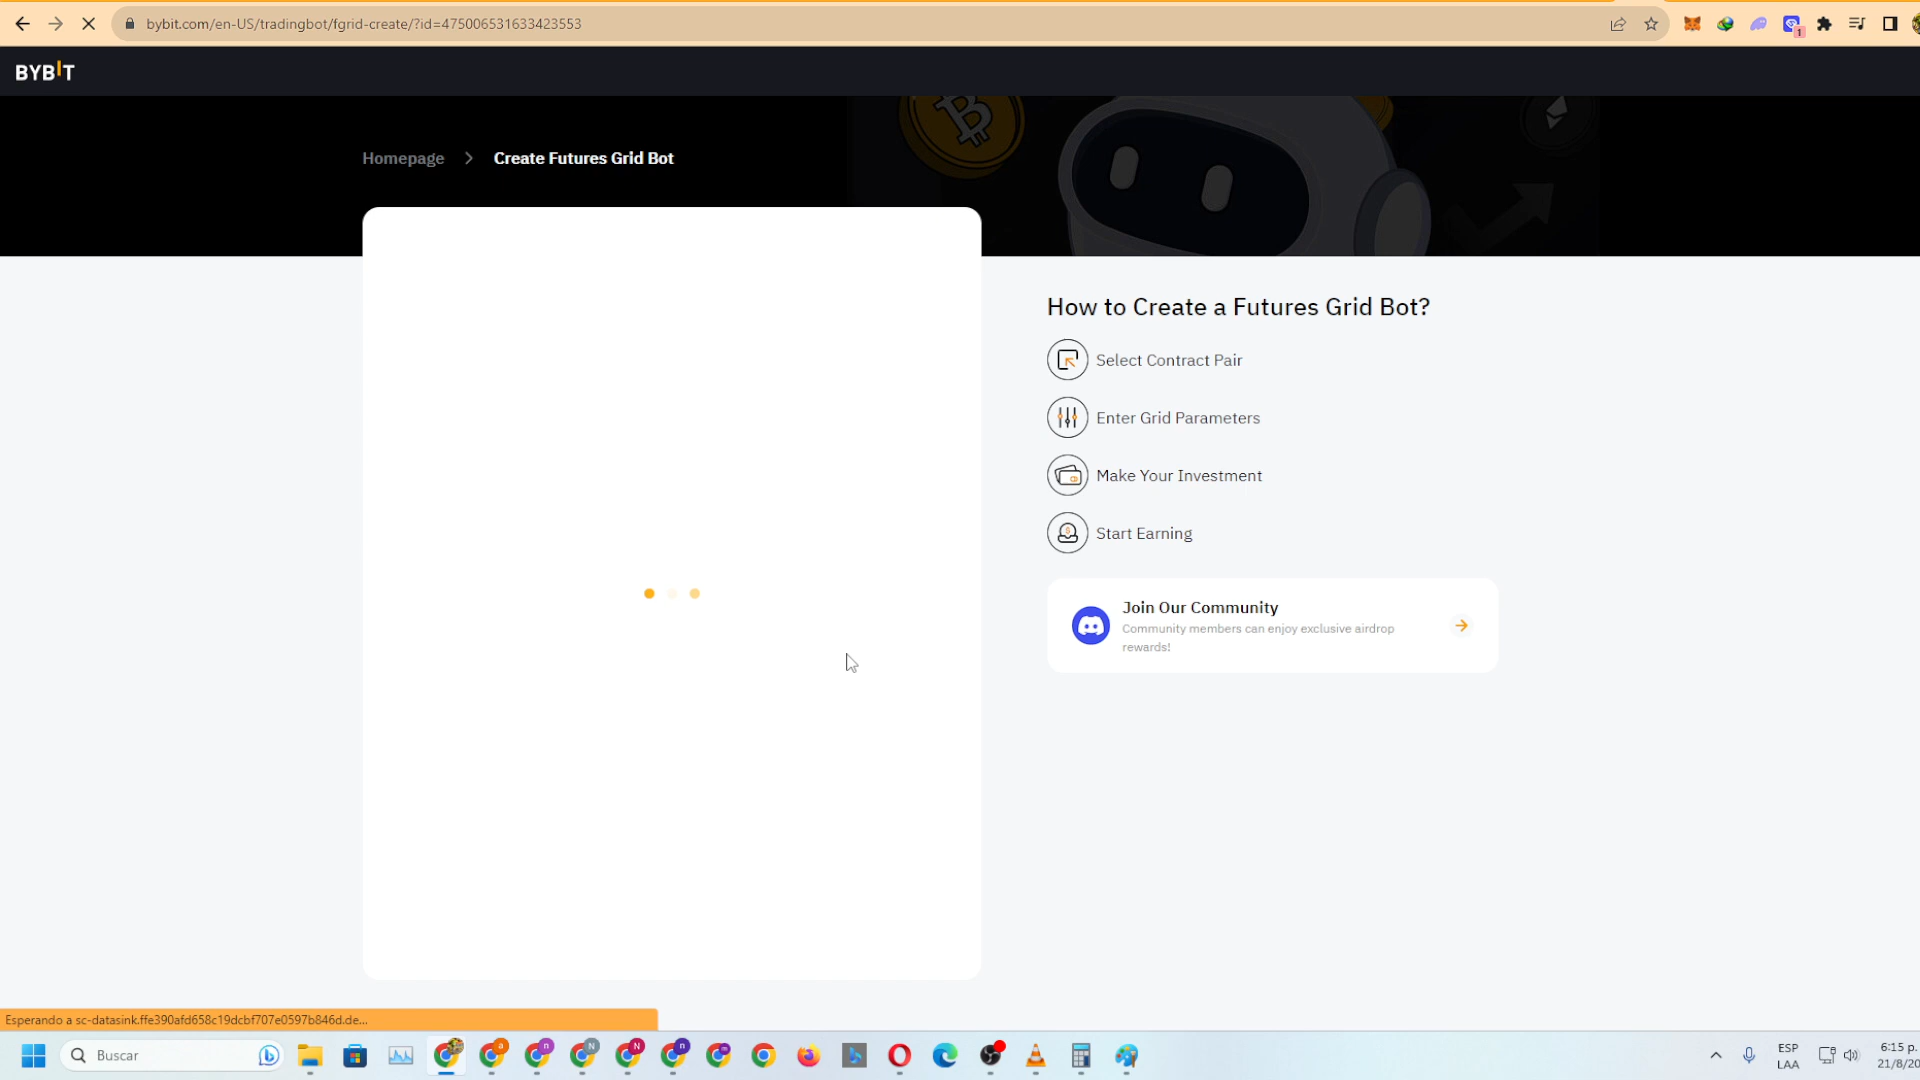 bybit.com/en-US/tradingbot/fgrid-create/?id=475006531633423553
1
BYBIT
Homepage > Create Futures Grid Bot
How to Create a Futures Grid Bot?
Select Contract Pair
Enter Grid Parameters
Make Your Investment
Start Earning
Join Our Community
Community members can enjoy exclusive airdrop
rewards!
Esperando a sc-datasink.ffe390afd658c19dcbf707e0597b846d.de...
Buscar
ESP
LAA
6:15 p.
21/8/20